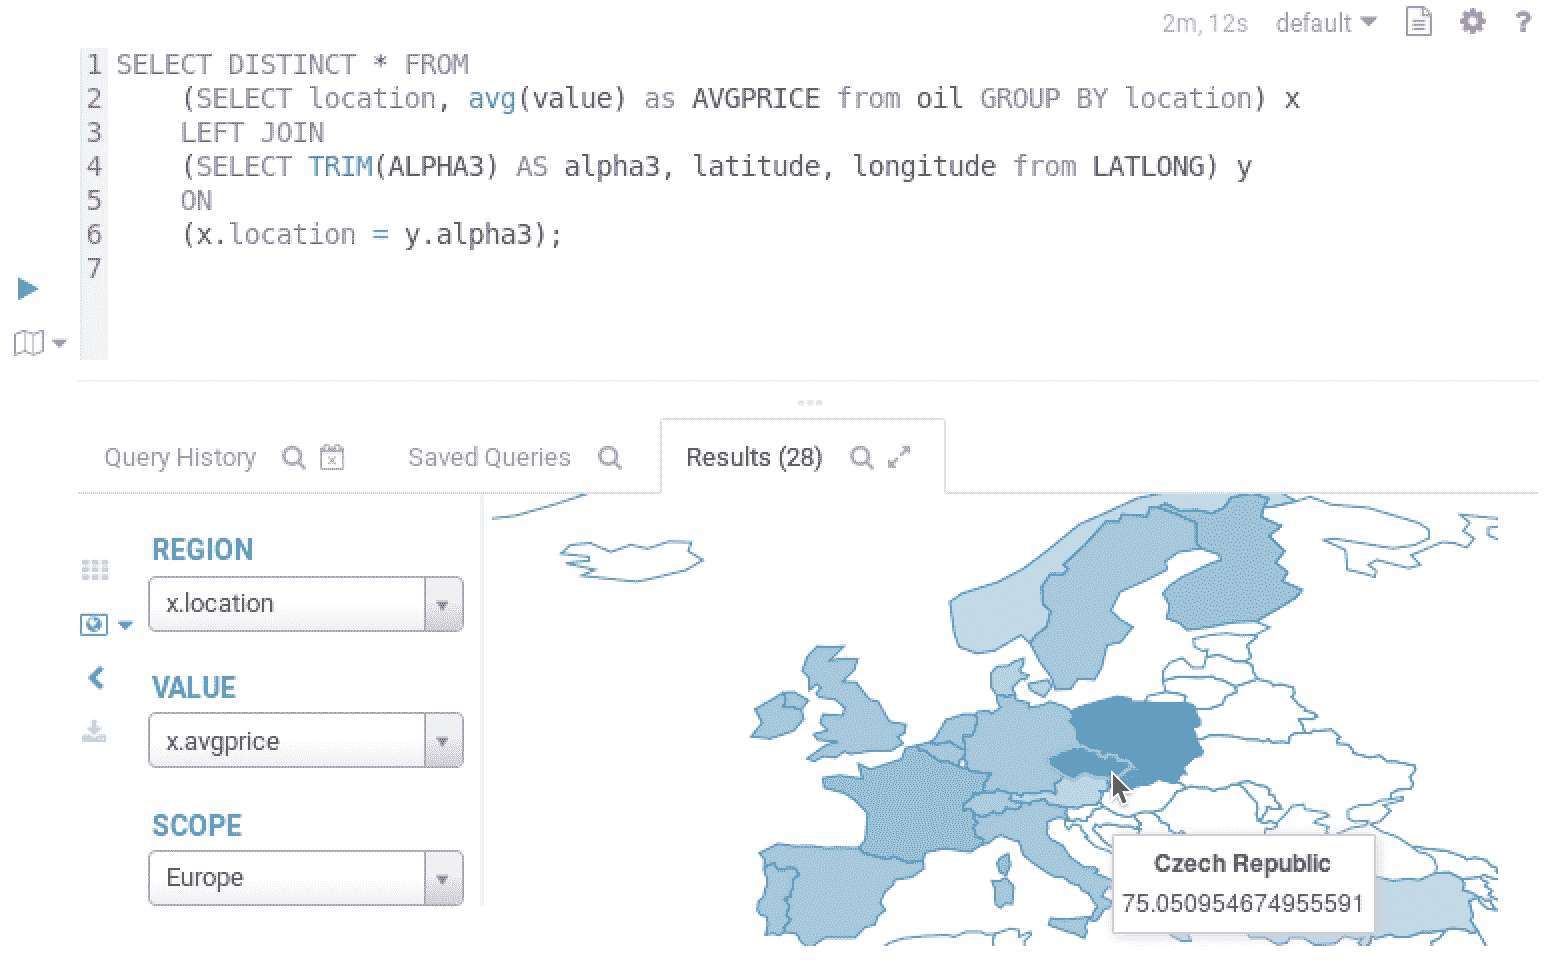 2m, 12s default ?
1 SELECT DISTINCT * FROM
2 (SELECT location, avg(value) as AVGPRICE from oil GROUP BY location) x
3 LEFT JOIN
4 (SELECT TRIM(ALPHA3) AS alpha3, latitude, longitude from LATLONG) y
5 ON
6 (x.location = y.alpha3);
7
Query History Saved Queries Results (28)
REGION
x.location
VALUE
x.avgprice
SCOPE
Europe
Czech Republic
75.050954674955591